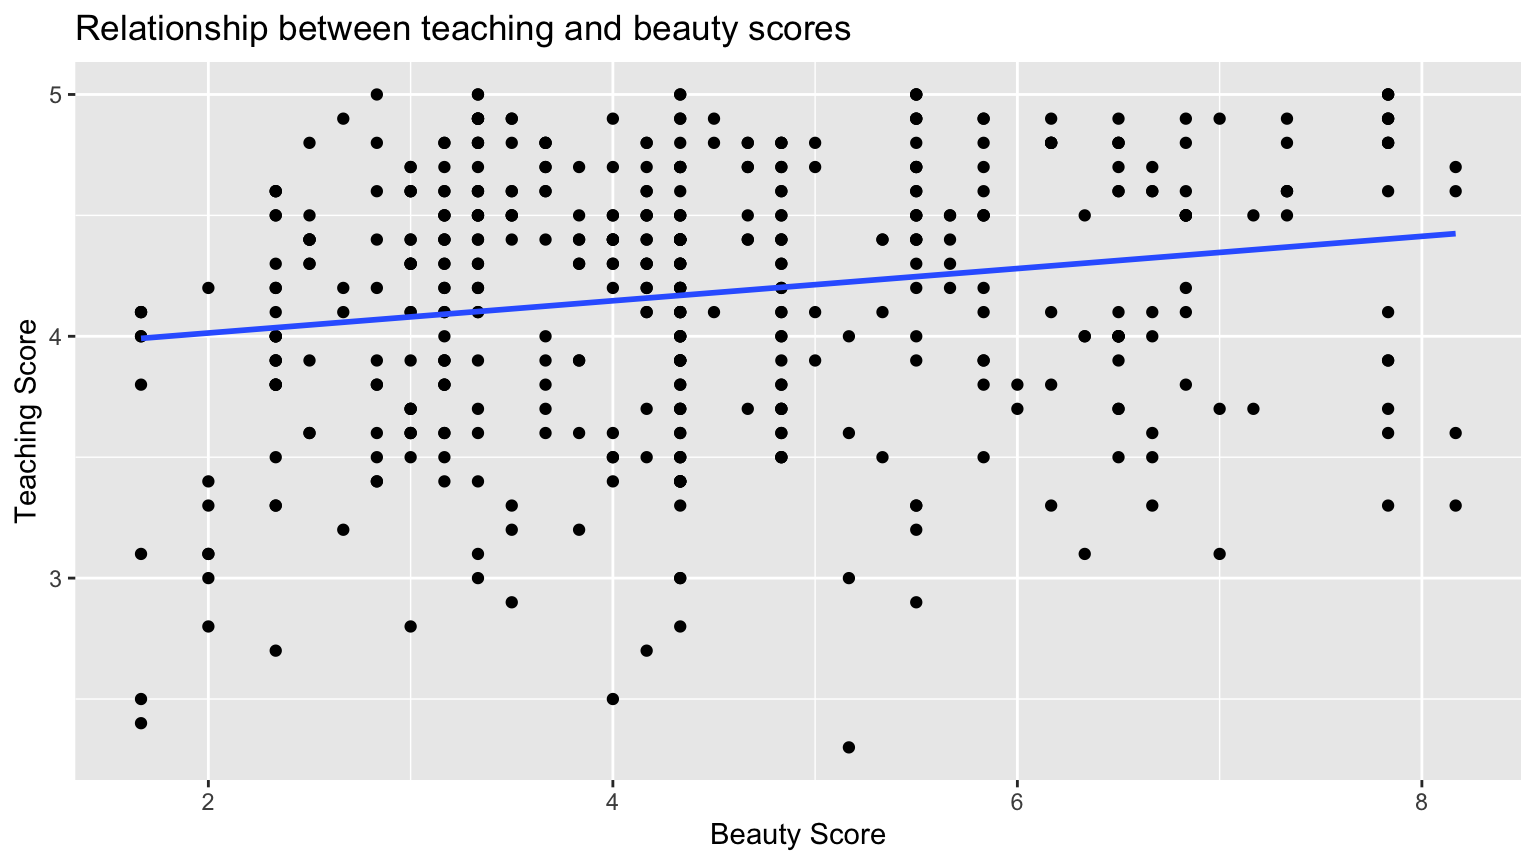 Relationship between teaching and beauty scores
5
4
3
Teaching Score
2 4 6 8
Beauty Score